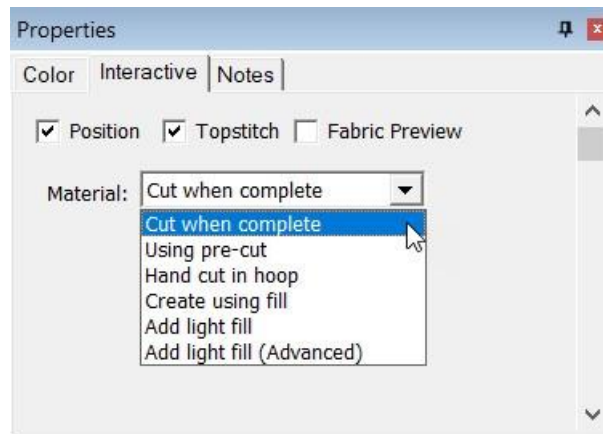 Properties
Color Interactive Notes
Position Topstitch Fabric Preview
Material: Cut when complete
Cut when complete
Using pre-cut
Hand cut in hoop
Create using fill
Add light fill
Add light fill (Advanced)